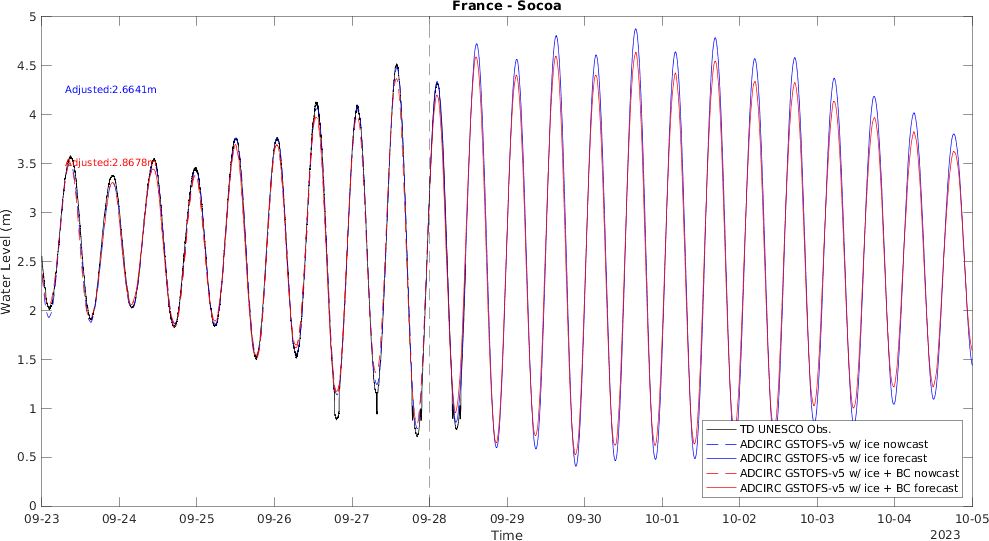 France - Socoa
Adjusted:2.6641m
Adjusted:2.8678m
Water Level (m)
5
4.5
4
3.5
3
2.5
2
1.5
1
0.5
0
TD UNESCO Obs.
ADCIRC GSTOFS-v5 w/ ice nowcast
ADCIRC GSTOFS-v5 w/ ice forecast
ADCIRC GSTOFS-v5 w/ ice + BC nowcast
ADCIRC GSTOFS-v5 w/ ice + BC forecast
09-23 09-24 09-25 09-26 09-27 09-28 09-29 09-30 10-01 10-02 10-03 10-04 10-05
Time
2023